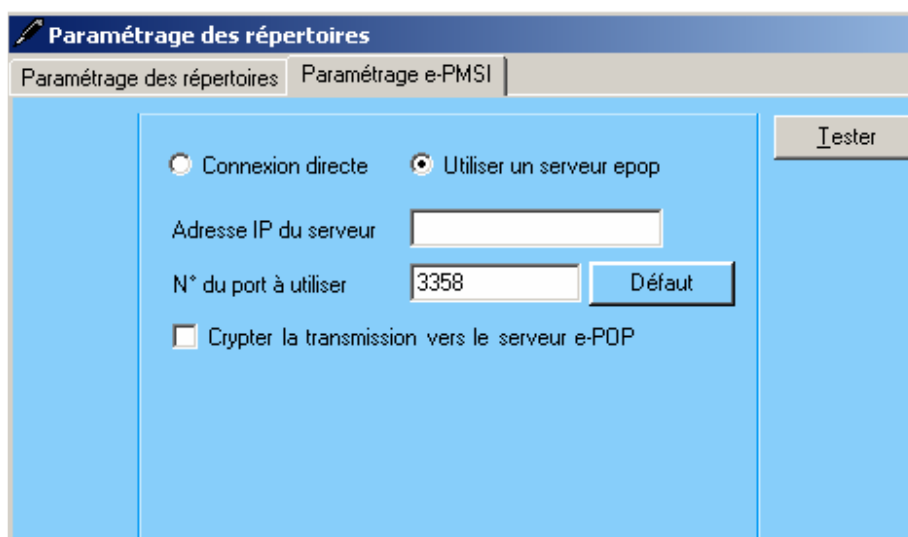 Paramétrage des répertoires
Paramétrage des répertoires Paramétrage e-PMSI
Tester
Connexion directe Utiliser un serveur epop
Adresse IP du serveur
N° du port à utiliser 3358 Défaut
Crypter la transmission vers le serveur e-POP